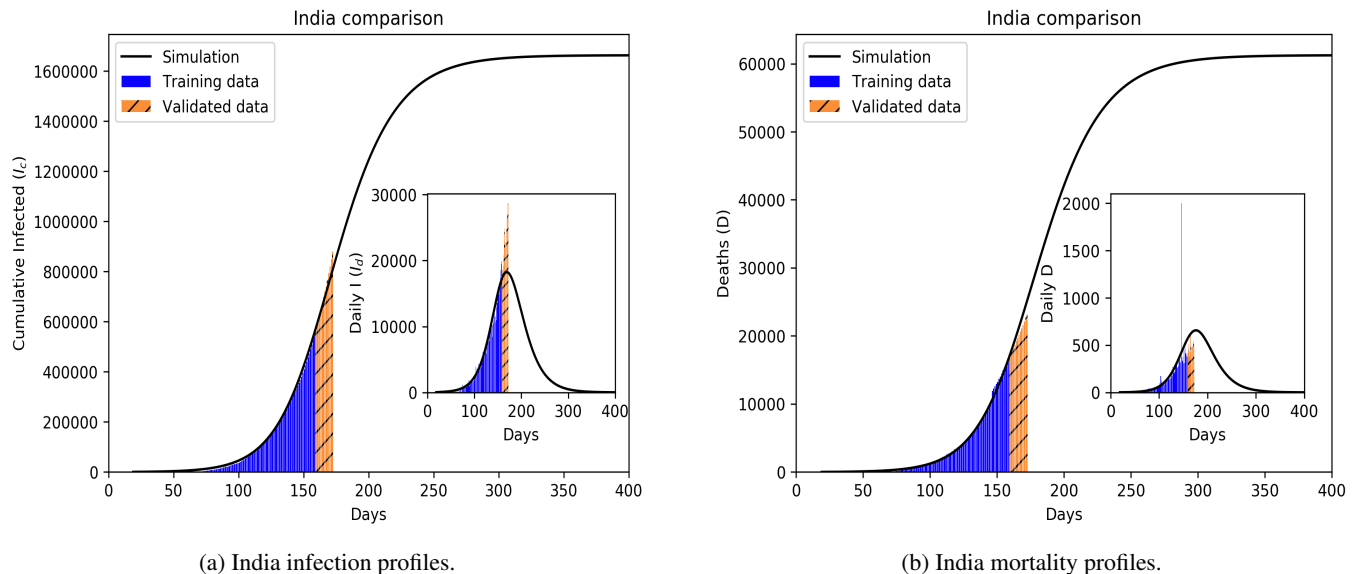 India comparison
Simulation
Training data
Validated data
Cumulative Infected (I_c)
1600000
1400000
1200000
1000000
800000
600000
400000
200000
0
0 50 100 150 200 250 300 350 400
Days
Daily I (I_d)
30000
20000
10000
0
0 100 200 300 400
Days
(a) India infection profiles.
India comparison
Simulation
Training data
Validated data
Deaths (D)
60000
50000
40000
30000
20000
10000
0
0 50 100 150 200 250 300 350 400
Days
Daily D
2000
1500
1000
500
0
0 100 200 300 400
Days
(b) India mortality profiles.